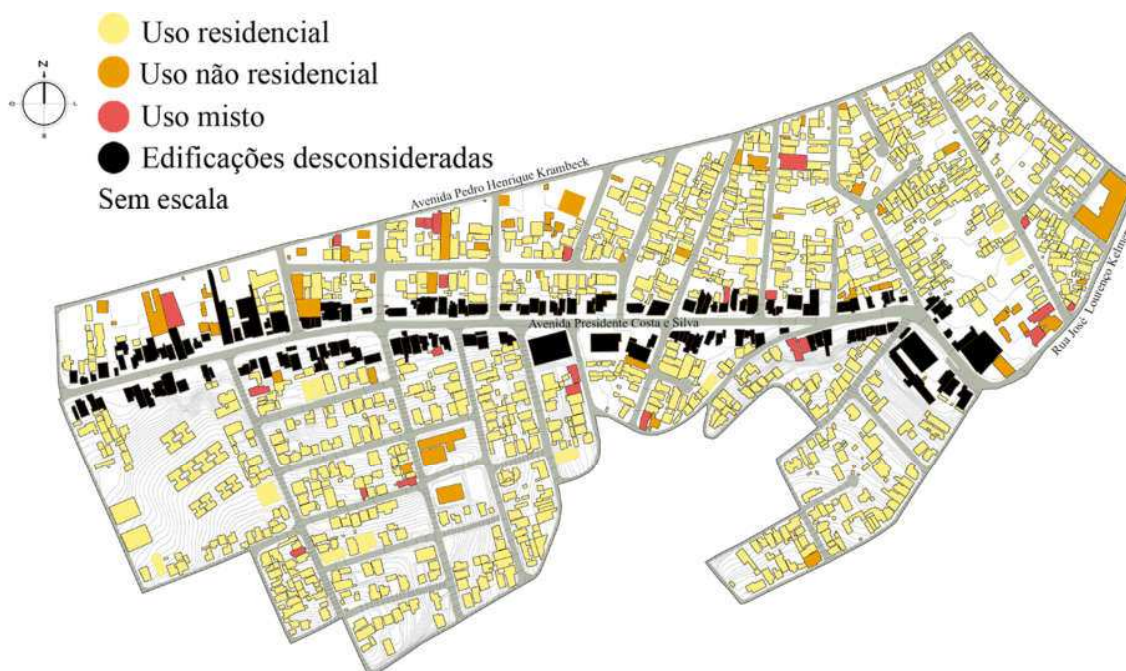 Uso residencial
N
Uso não residencial
Uso misto
Edificações desconsideradas
Sem escala
Avenida Pedro Henrique Krambeck
Avenida Presidente Costa e Silva
Rua José Lourenço Kelmer